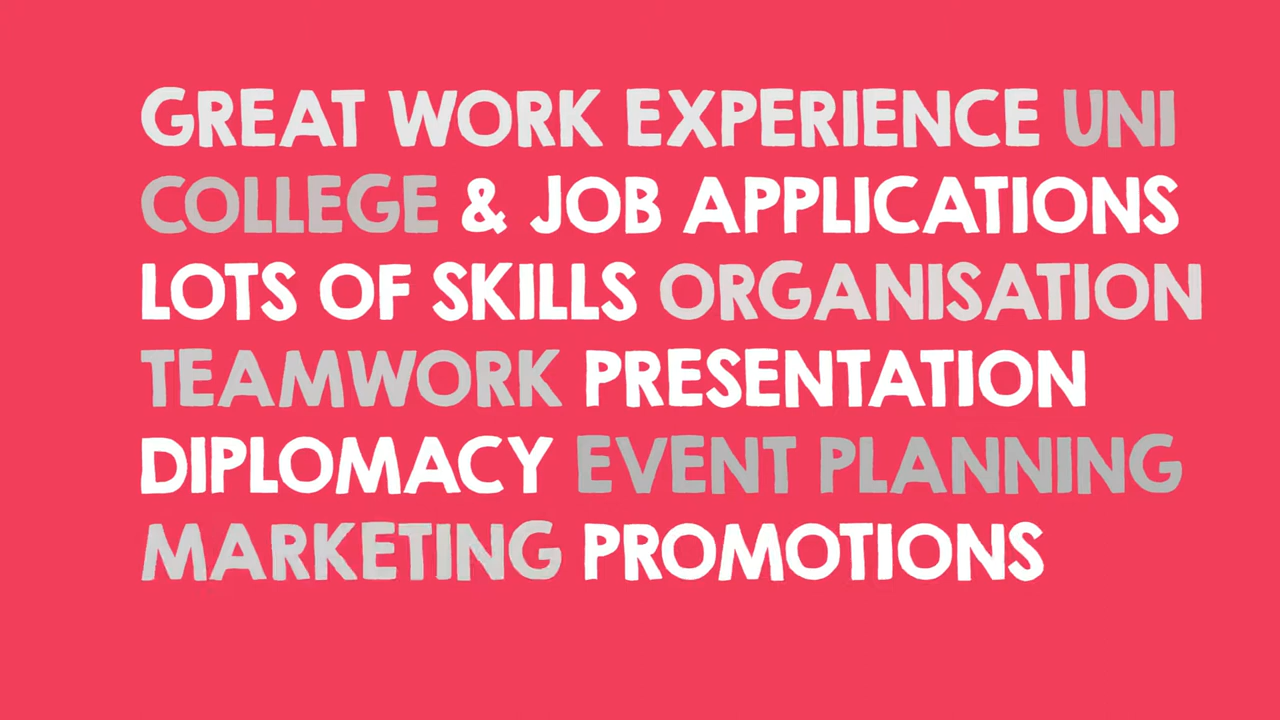 GREAT WORK EXPERIENCE UNI
COLLEGE & JOB APPLICATIONS
LOTS OF SKILLS ORGANISATION
TEAMWORK PRESENTATION
DIPLOMACY EVENT PLANNING
MARKETING PROMOTIONS